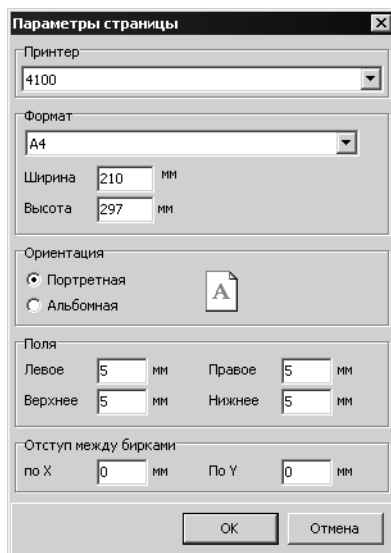 Параметры страницы
Принтер
4100
Формат
A4
Ширина 210 мм
Высота 297 мм
Ориентация
Портретная
Альбомная
A
Поля
Левое 5 мм Правое 5 мм
Верхнее 5 мм Нижнее 5 мм
Отступ между бирками
по X 0 мм По Y 0 мм
OK Отмена